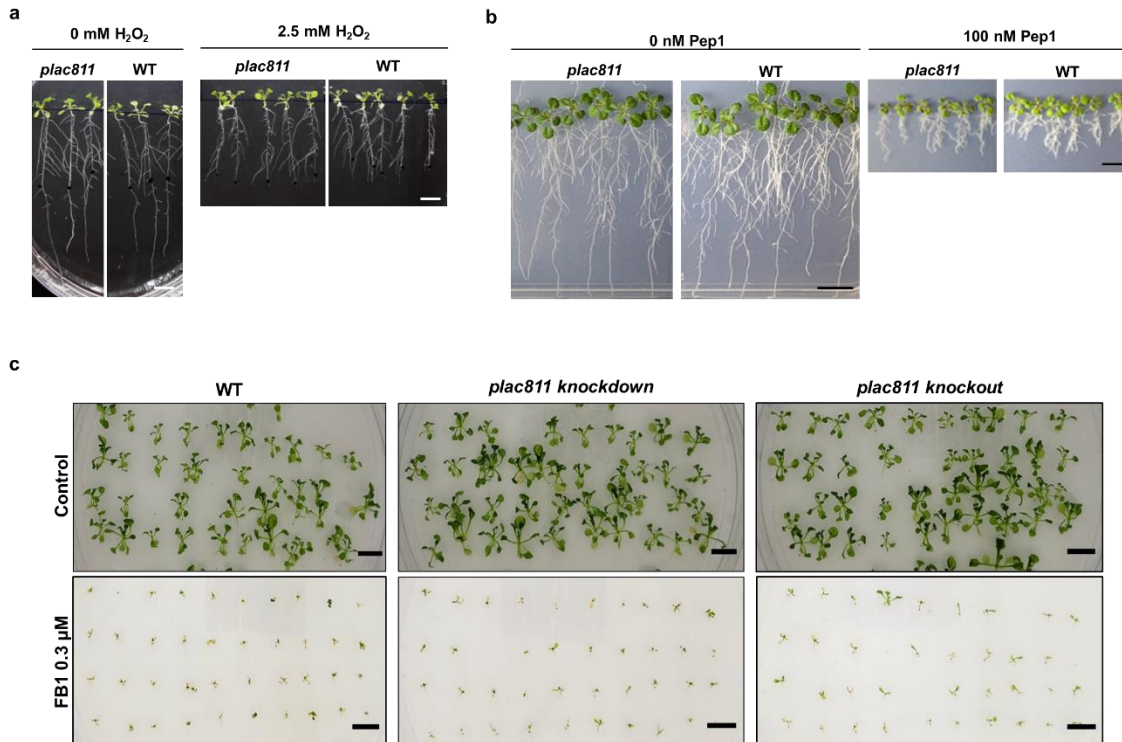 a
0 mM H₂O₂
2.5 mM H₂O₂
plac811
WT
plac811
WT
b
0 nM Pep1
100 nM Pep1
plac811
WT
plac811
WT
c
WT
plac811 knockdown
plac811 knockout
Control
FB1 0.3 µM